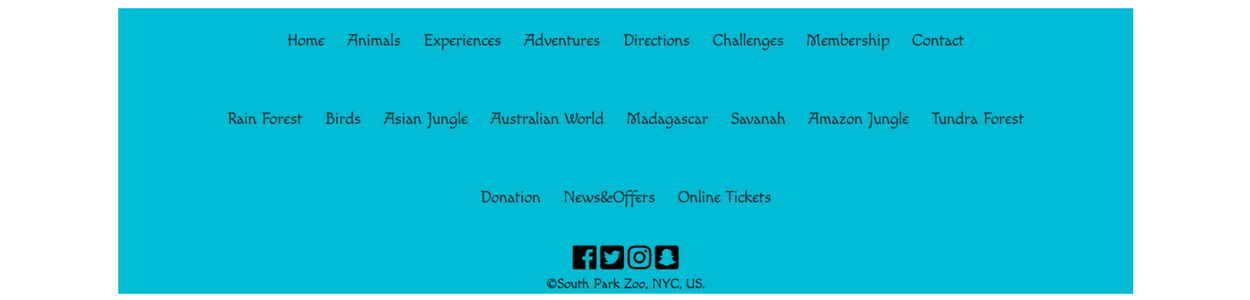 Home Animals Experiences Adventures Directions Challenges Membership Contact
Rain Forest Birds Asian Jungle Australian World Madagascar Savanah Amazon Jungle Tundra Forest
Donation News&Offers Online Tickets
©South Park Zoo, NYC, US.